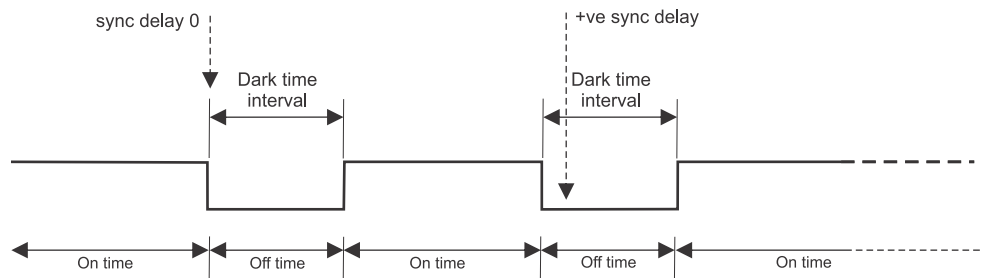 sync delay 0
+ve sync delay
Dark time
interval
Dark time
interval
On time
Off time
On time
Off time
On time